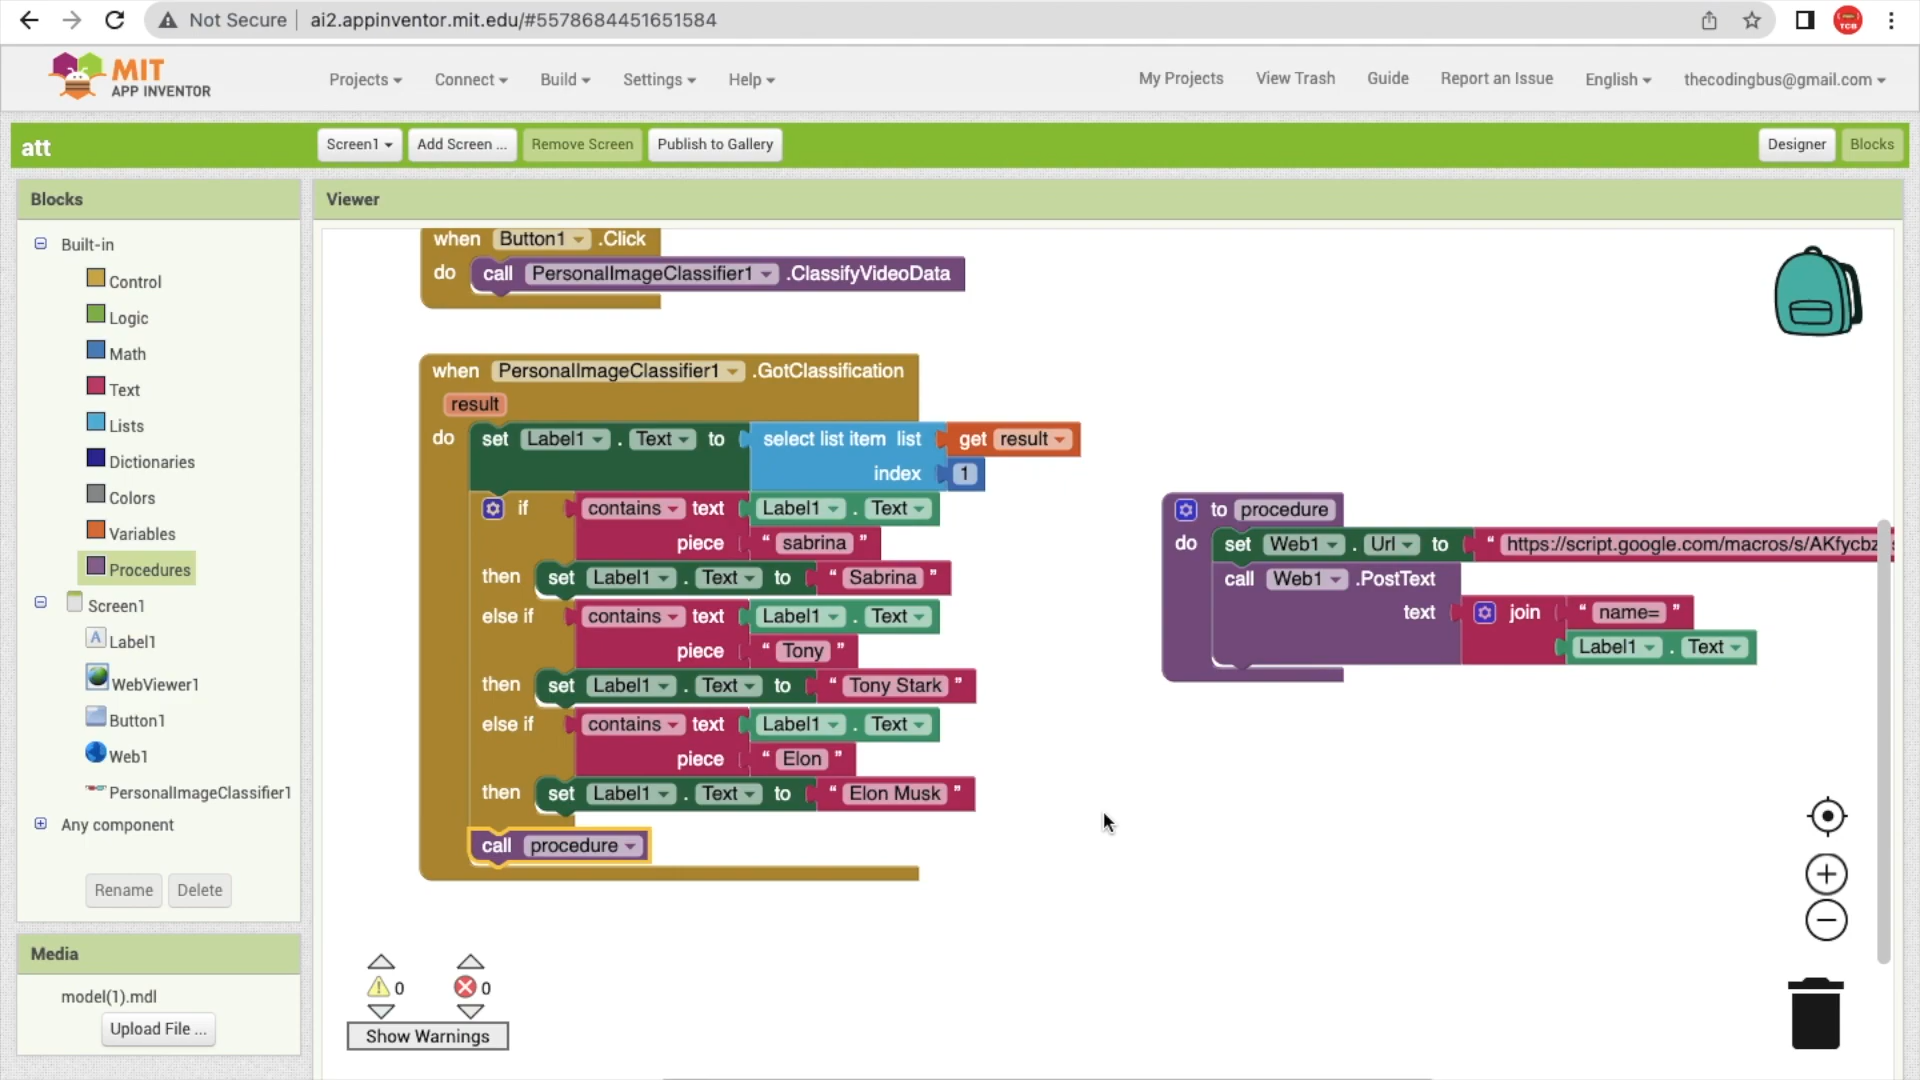 Not Secure | ai2.appinventor.mit.edu/#5578684451651584
TCB
MIT
APP INVENTOR
Projects Connect Build Settings Help My Projects View Trash Guide Report an Issue English thecodingbus@gmail.com
att Screen1 Add Screen ... Remove Screen Publish to Gallery Designer Blocks
Blocks
Built-in
Control
Logic
Math
Text
Lists
Dictionaries
Colors
Variables
Procedures
Screen1
A Label1
WebViewer1
Button1
Web1
PersonalImageClassifier1
Any component
Rename Delete
Media
model(1).mdl
Upload File ...
Viewer
when Button1 .Click
do call PersonalImageClassifier1 .ClassifyVideoData
when PersonalImageClassifier1 .GotClassification
result
do set Label1 . Text to select list item list get result
index 1
if contains text Label1 . Text
piece “ sabrina ”
then set Label1 . Text to “ Sabrina ”
else if contains text Label1 . Text
piece “ Tony ”
then set Label1 . Text to “ Tony Stark ”
else if contains text Label1 . Text
piece “ Elon ”
then set Label1 . Text to “ Elon Musk ”
call procedure
to procedure
do set Web1 . Url to “ https://script.google.com/macros/s/AKfycbz
call Web1 .PostText
text join “ name= ”
Label1 . Text
0 0
Show Warnings